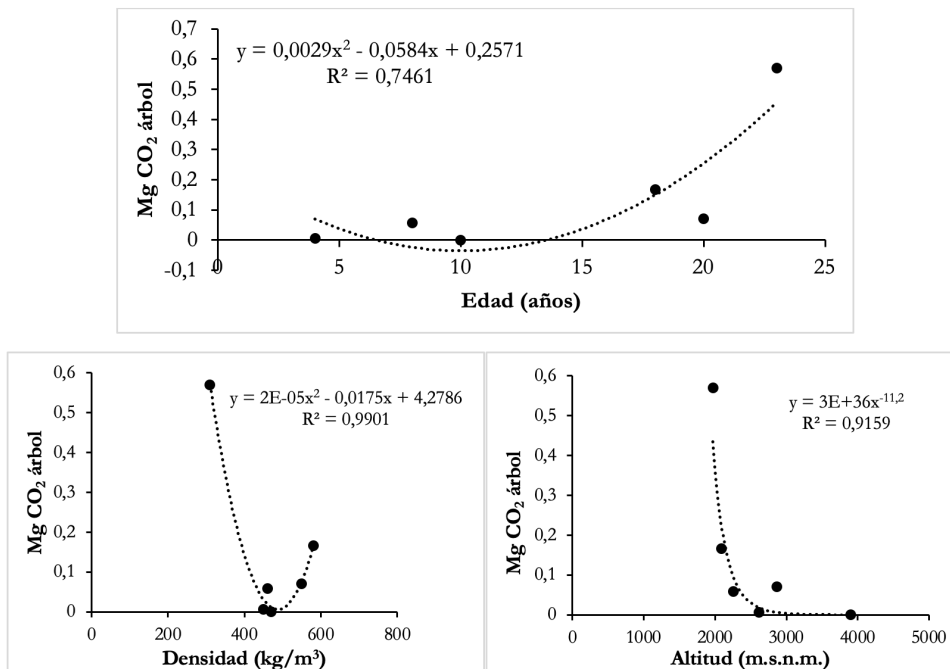 0,7
y = 0,0029x² - 0,0584x + 0,2571
R² = 0,7461
0,6
0,5
0,4
0,3
0,2
0,1
0
-0,1
Mg CO₂ árbol
0 5 10 15 20 25
Edad (años)
0,6
0,5
0,4
0,3
0,2
0,1
0
Mg CO₂ árbol
y = 2E-05x² - 0,0175x + 4,2786
R² = 0,9901
0 200 400 600 800
Densidad (kg/m³)
0,6
0,5
0,4
0,3
0,2
0,1
0
Mg CO₂ árbol
y = 3E+36x⁻¹¹,²
R² = 0,9159
0 1000 2000 3000 4000 5000
Altitud (m.s.n.m.)